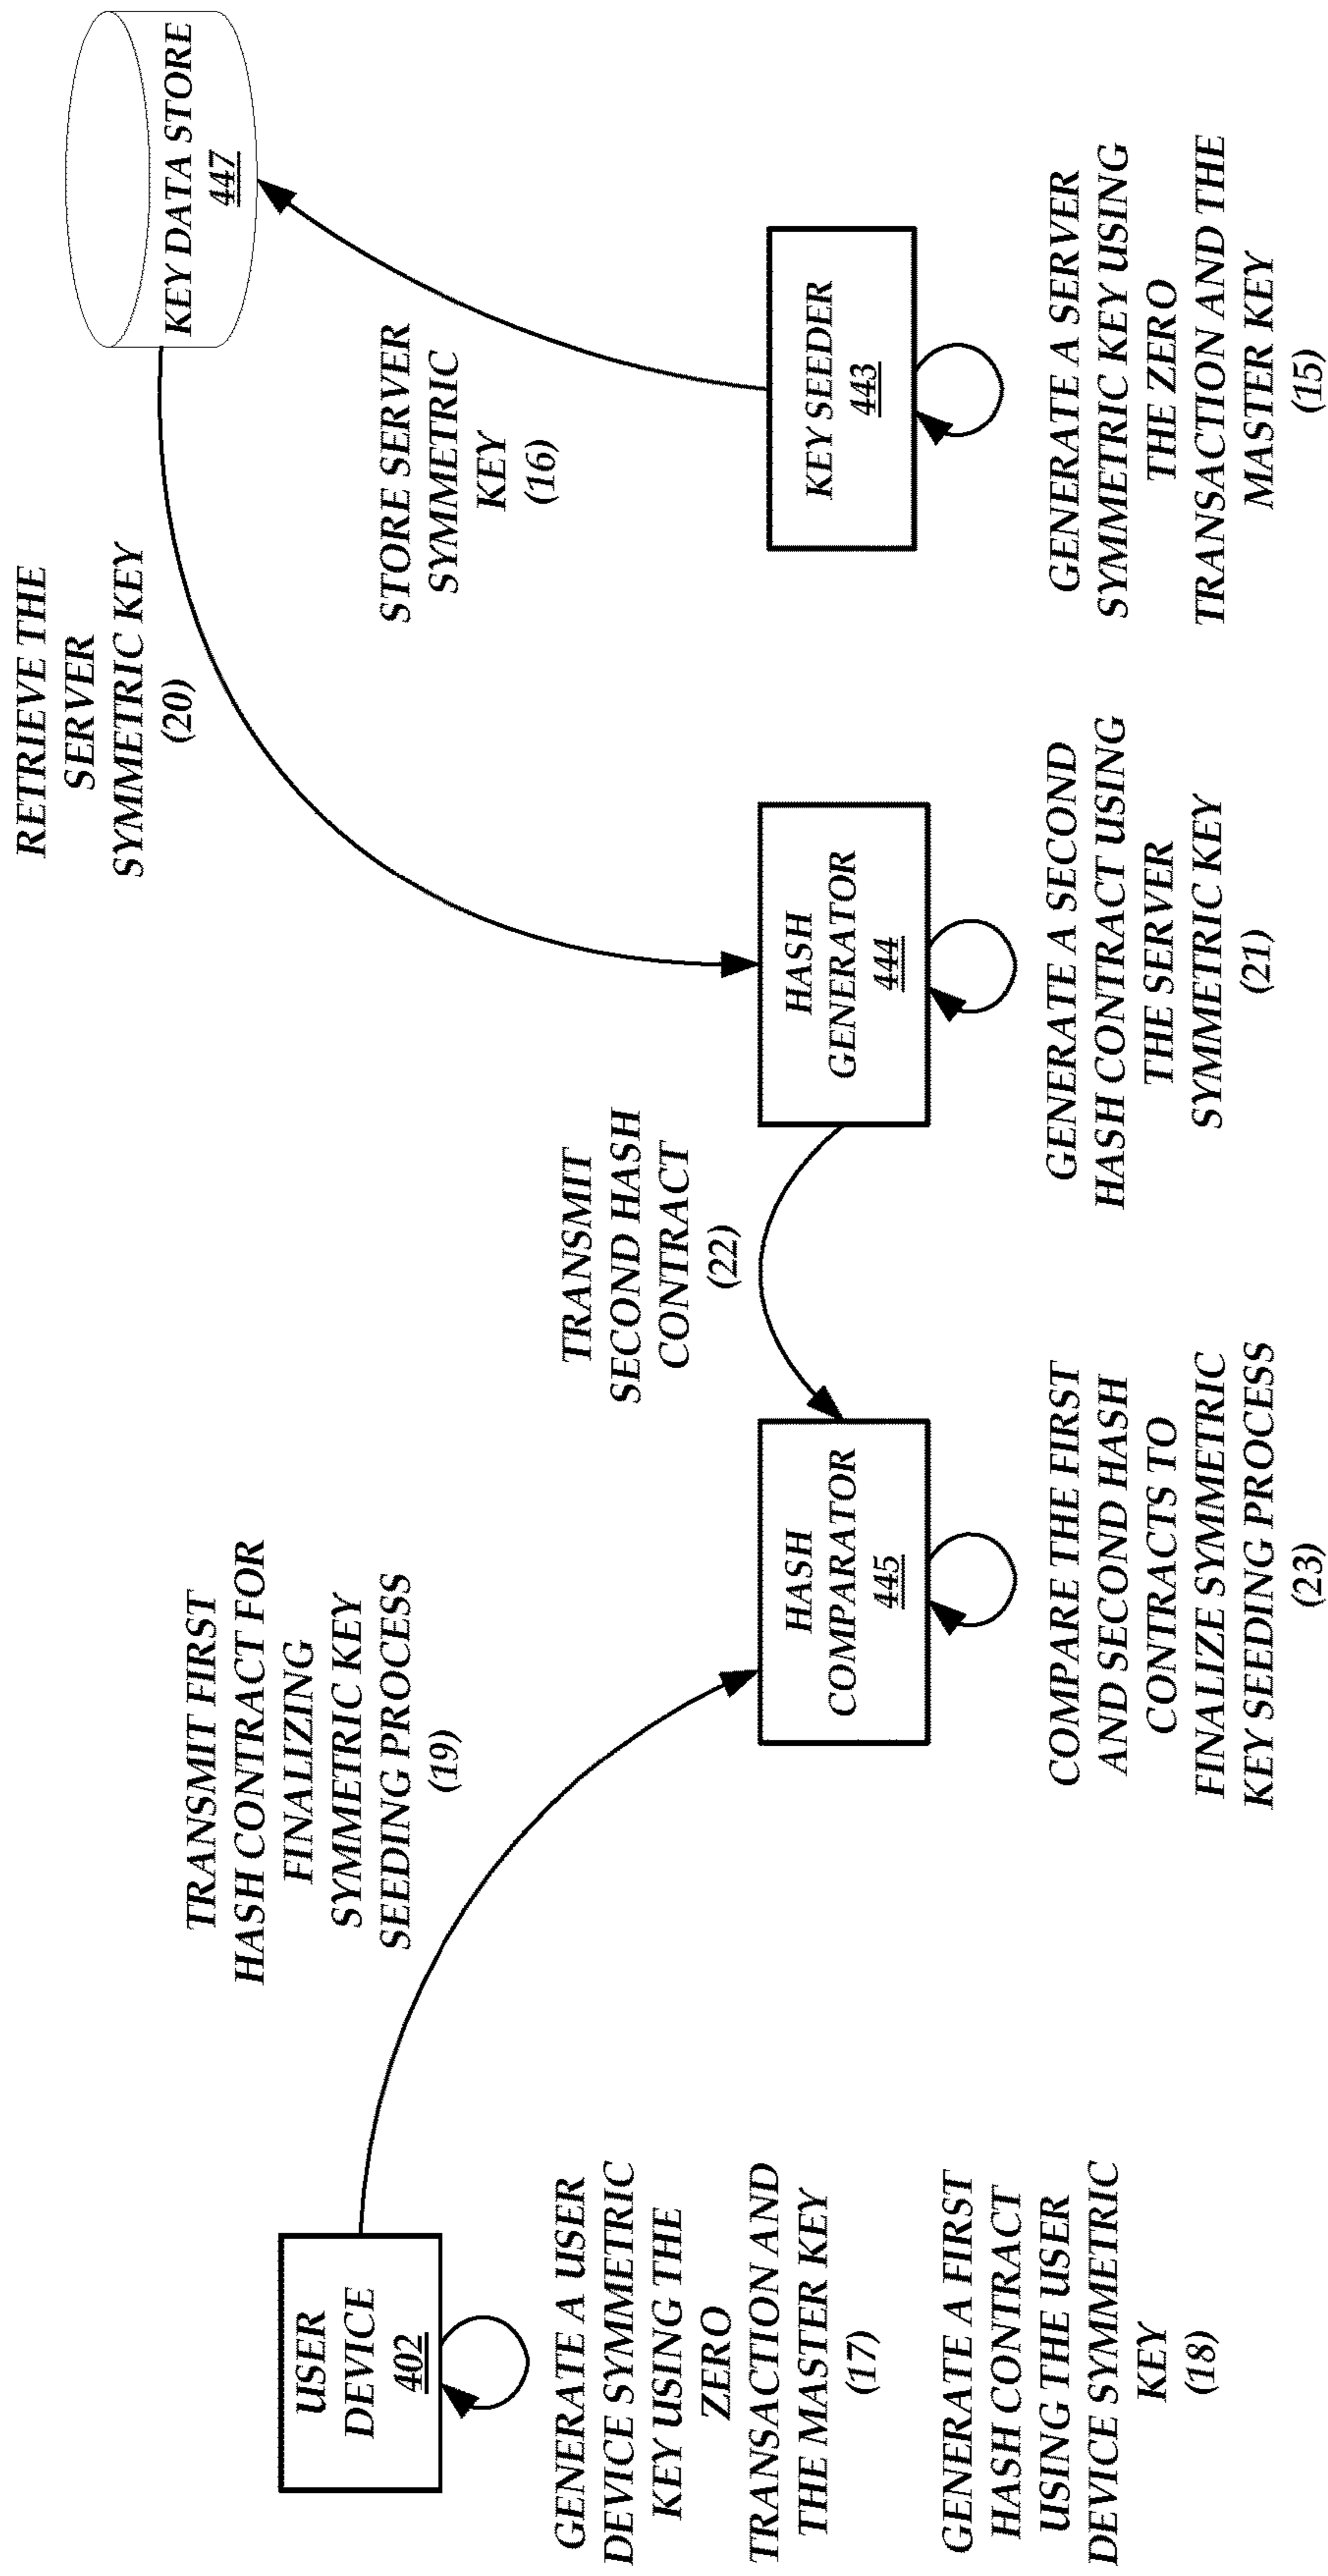 USER
DEVICE
402
GENERATE A USER
DEVICE SYMMETRIC
KEY USING THE
ZERO
TRANSACTION AND
THE MASTER KEY
(17)
GENERATE A FIRST
HASH CONTRACT
USING THE USER
DEVICE SYMMETRIC
KEY
(18)
TRANSMIT FIRST
HASH CONTRACT FOR
FINALIZING
SYMMETRIC KEY
SEEDING PROCESS
(19)
HASH
COMPARATOR
445
COMPARE THE FIRST
AND SECOND HASH
CONTRACTS TO
FINALIZE SYMMETRIC
KEY SEEDING PROCESS
(23)
TRANSMIT
SECOND HASH
CONTRACT
(22)
HASH
GENERATOR
444
GENERATE A SECOND
HASH CONTRACT USING
THE SERVER
SYMMETRIC KEY
(21)
RETRIEVE THE
SERVER
SYMMETRIC KEY
(20)
STORE SERVER
SYMMETRIC
KEY
(16)
KEY DATA STORE
447
KEY SEEDER
443
GENERATE A SERVER
SYMMETRIC KEY USING
THE ZERO
TRANSACTION AND THE
MASTER KEY
(15)